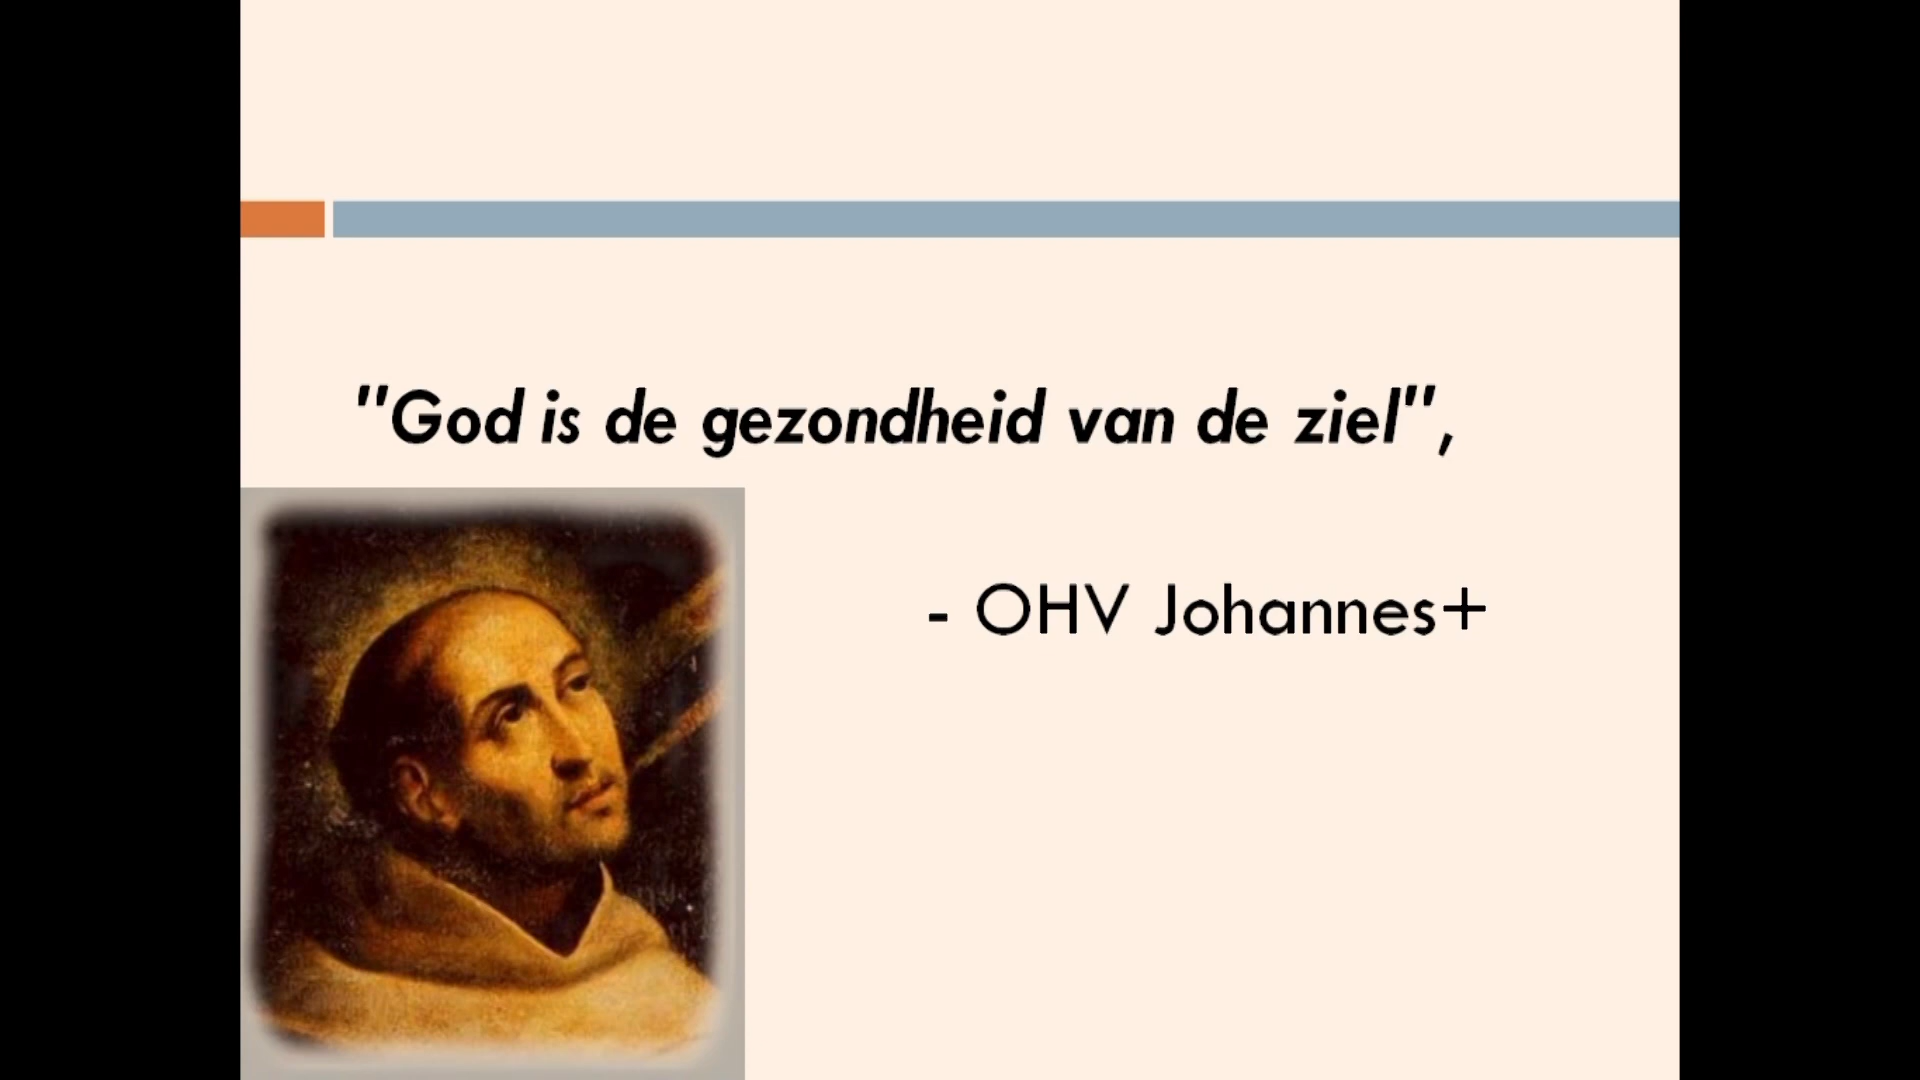 "God is de gezondheid van de ziel",
- OHV Johannes+